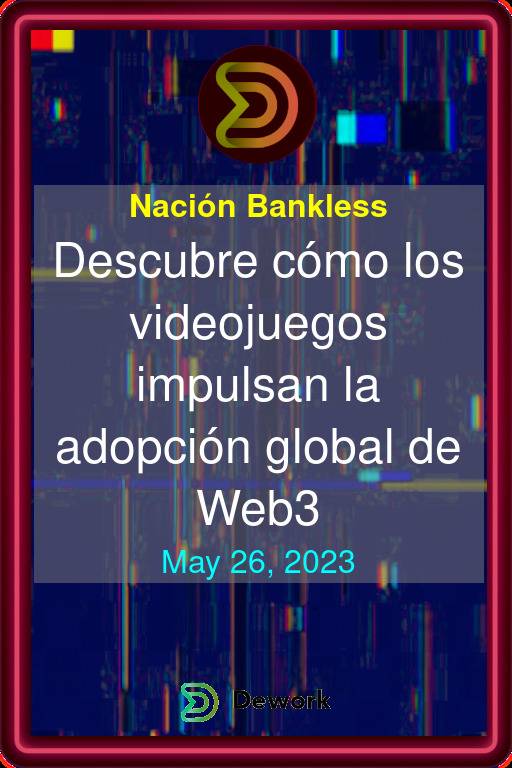 Nación Bankless
Descubre cómo los
videojuegos
impulsan la
adopción global de
Web3
May 26, 2023
Dework